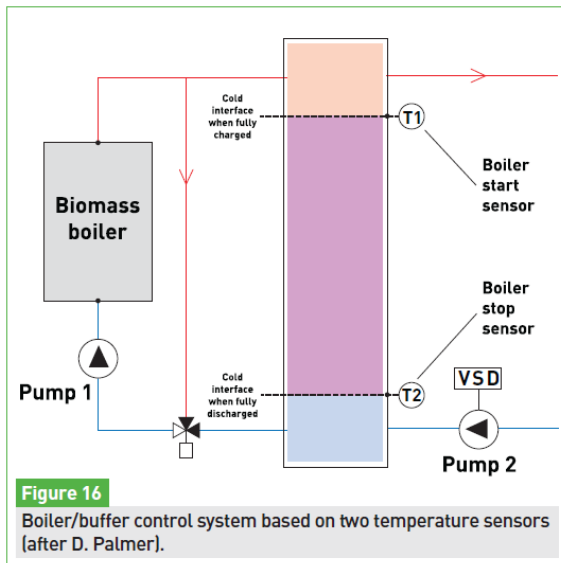 Cold
interface
when fully
charged
T1
Boiler
start
sensor
Biomass
boiler
Boiler
stop
sensor
Cold
interface
when fully
discharged
T2
VSD
Pump 1
Pump 2
Figure 16
Boiler/buffer control system based on two temperature sensors
(after D. Palmer).